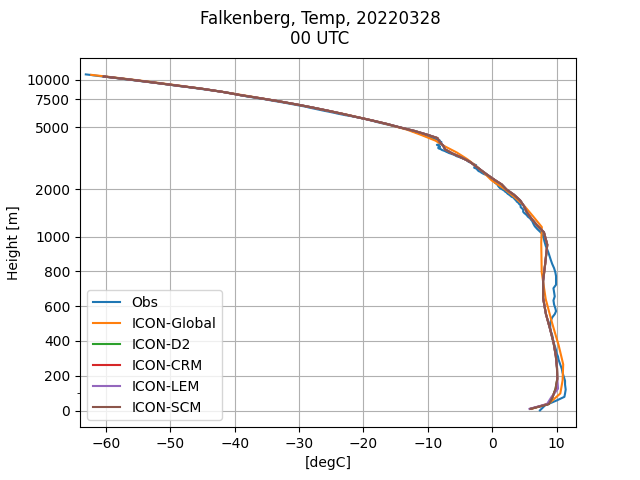 Falkenberg, Temp, 20220328
00 UTC
Height [m]
10000
7500
5000
2000
1000
800
600
400
200
0
Obs
ICON-Global
ICON-D2
ICON-CRM
ICON-LEM
ICON-SCM
−60 −50 −40 −30 −20 −10 0 10
[degC]